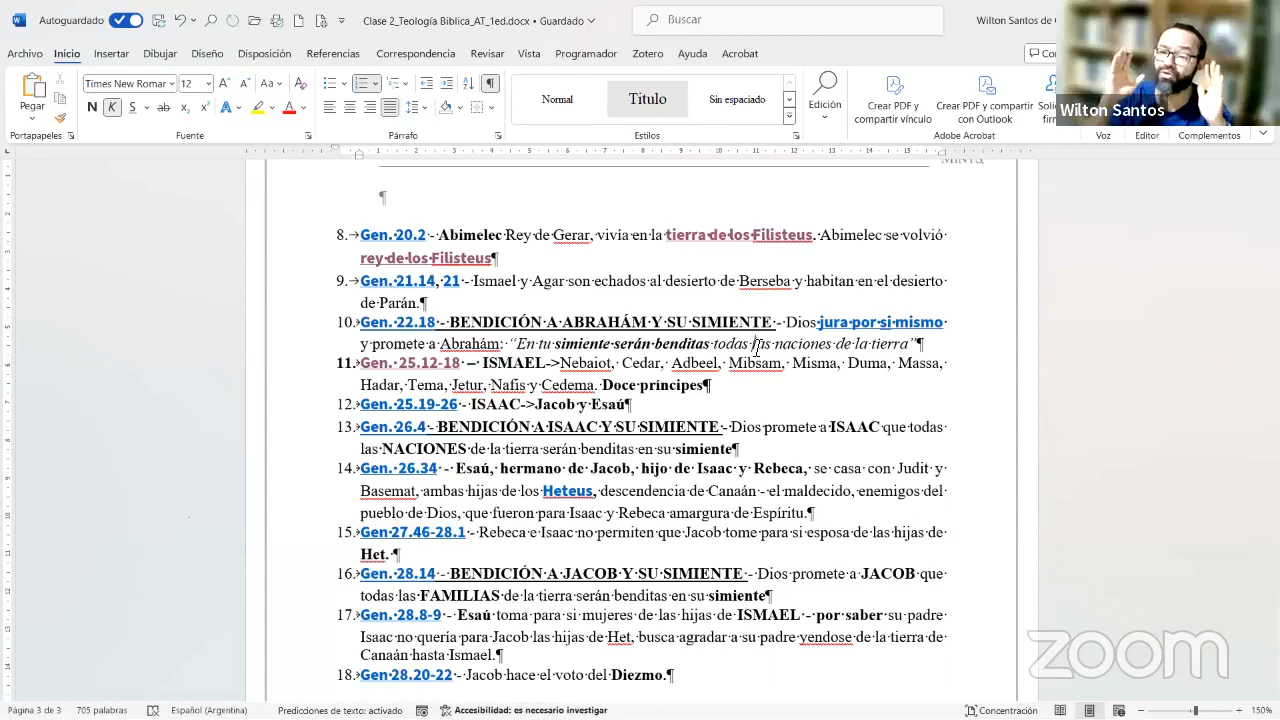 Autoguardado
Clase 2_Teología Bíblica_AT_1ed.docx • Guardado
Buscar
Wilton Santos de
Archivo Inicio Insertar Dibujar Diseño Disposición Referencias Correspondencia Revisar Vista Programador Zotero Ayuda Acrobat
Times New Roman 12
Pegar
N K S ab
Normal Título Sin espaciado
Edición
Crear PDF y compartir vínculo
Crear PDF y compartir con Outlook
Portapapeles Fuente Párrafo Estilos Adobe Acrobat Voz Editor Complementos
Wilton Santos
8. Gen. 20.2 - Abimelec Rey de Gerar, vivía en la tierra de los Filisteus. Abimelec se volvió
rey de los Filisteus¶
9. Gen. 21.14, 21 - Ismael y Agar son echados al desierto de Berseba y habitan en el desierto
de Parán.¶
10. Gen. 22.18 - BENDICIÓN A ABRAHÁM Y SU SIMIENTE - Dios jura por si mismo
y promete a Abrahám: “En tu simiente serán benditas todas las naciones de la tierra”¶
11. Gen. 25.12-18 – ISMAEL->Nebaiot, Cedar, Adbeel, Mibsam, Misma, Duma, Massa,
Hadar, Tema, Jetur, Nafis y Cedema. Doce príncipes¶
12. Gen. 25.19-26 - ISAAC->Jacob y Esaú¶
13. Gen. 26.4 - BENDICIÓN A ISAAC Y SU SIMIENTE - Dios promete a ISAAC que todas
las NACIONES de la tierra serán benditas en su simiente¶
14. Gen. 26.34 - Esaú, hermano de Jacob, hijo de Isaac y Rebeca, se casa con Judit y
Basemat, ambas hijas de los Heteus, descendencia de Canaán - el maldecido, enemigos del
pueblo de Dios, que fueron para Isaac y Rebeca amargura de Espíritu.¶
15. Gen 27.46-28.1 - Rebeca e Isaac no permiten que Jacob tome para si esposa de las hijas de
Het. ¶
16. Gen. 28.14 - BENDICIÓN A JACOB Y SU SIMIENTE - Dios promete a JACOB que
todas las FAMILIAS de la tierra serán benditas en su simiente¶
17. Gen. 28.8-9 - Esaú toma para si mujeres de las hijas de ISMAEL - por saber su padre
Isaac no quería para Jacob las hijas de Het, busca agradar a su padre yendose de la tierra de
Canaán hasta Ismael.¶
18. Gen 28.20-22 - Jacob hace el voto del Diezmo.¶
zoom
Página 3 de 3 705 palabras Español (Argentina) Predicciones de texto: activado Accesibilidad: es necesario investigar Concentración 150%